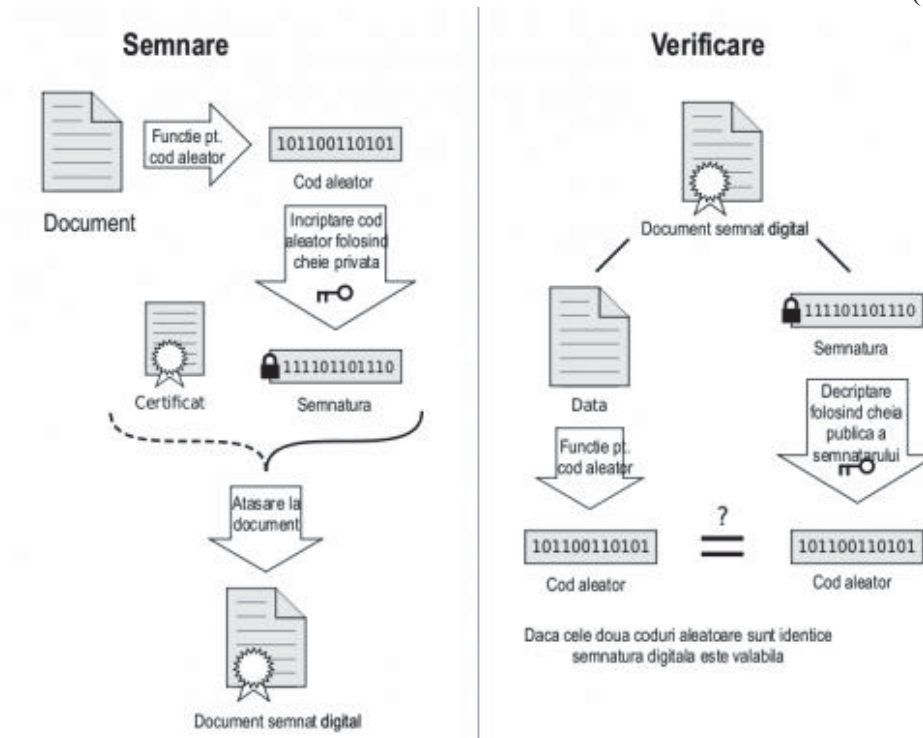 Semnare
Functie pt.
cod aleator
101100110101
Cod aleator
Document
Incriptare cod
aleator folosind
cheie privata
111101101110
Certificat
Semnatura
Atasare la
document
Document semnat digital
Verificare
Document semnat digital
111101101110
Semnatura
Data
Decriptare
folosind cheia
publica a
semnatarului
Functie pt.
cod aleator
?
101100110101
101100110101
Cod aleator
Cod aleator
Daca cele doua coduri aleatoare sunt identice
semnatura digitala este valabila